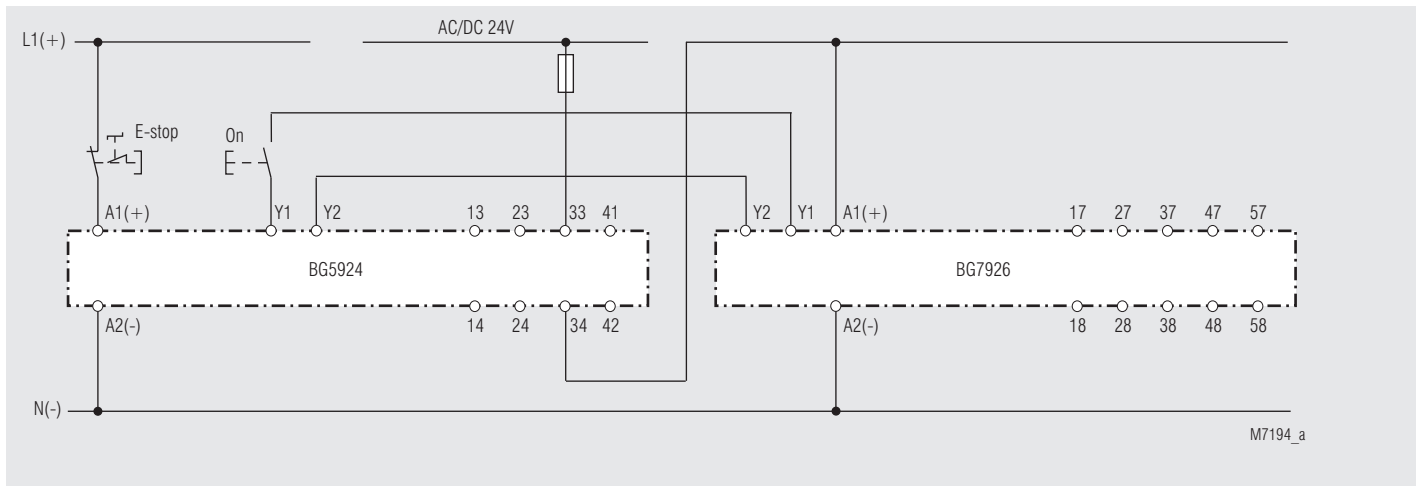 AC/DC 24V
L1(+)
E-stop
On
A1(+) Y1 Y2 13 23 33 41 Y2 Y1 A1(+) 17 27 37 47 57
BG5924 BG7926
A2(-) 14 24 34 42 A2(-) 18 28 38 48 58
N(-)
M7194_a